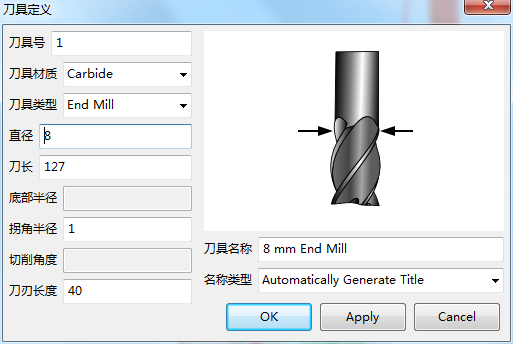 刀具定义
刀具号 1
刀具材质 Carbide
刀具类型 End Mill
直径 8
刀长 127
底部半径
拐角半径 1
切削角度
刀刃长度 40
刀具名称 8 mm End Mill
名称类型 Automatically Generate Title
OK Apply Cancel